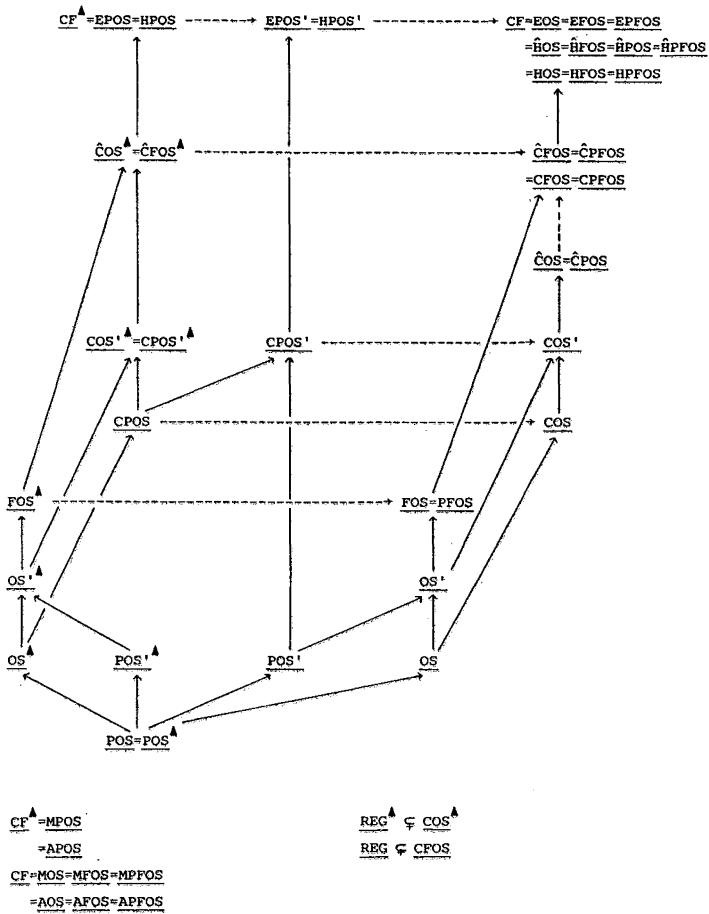 CF▲=EPOS=HPOS EPOS'=HPOS' CF=EOS=EFOS=EPFOS
=ĤOS=ĤFOS=ĤPOS=ĤPFOS
=HOS=HFOS=HPFOS
ĈOS▲=ĈFOS▲ ĈFOS=ĈPFOS
=CFOS=CPFOS
ĈOS=ĈPOS
COS'▲=CPOS'▲ CPOS' COS'
CPOS COS
FOS▲ FOS=PFOS
OS'▲ OS'
OS▲ POS'▲ POS' OS
POS=POS▲
CF▲=MPOS REG▲ ⊊ COS▲
=APOS REG ⊊ CFOS
CF=MOS=MFOS=MPFOS
=AOS=AFOS=APFOS